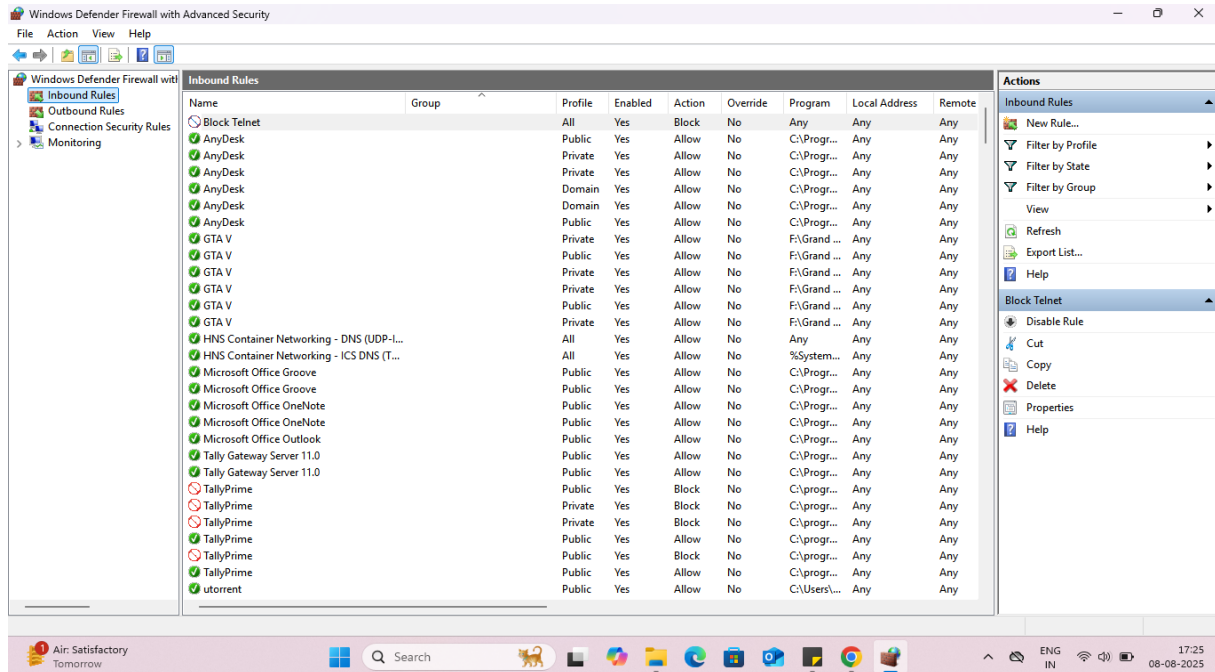 Windows Defender Firewall with Advanced Security
File Action View Help
Windows Defender Firewall with
Inbound Rules
Outbound Rules
Connection Security Rules
Monitoring
Inbound Rules
Name Group Profile Enabled Action Override Program Local Address Remote
Block Telnet All Yes Block No Any Any Any
AnyDesk Public Yes Allow No C:\Progr... Any Any
AnyDesk Private Yes Allow No C:\Progr... Any Any
AnyDesk Private Yes Allow No C:\Progr... Any Any
AnyDesk Domain Yes Allow No C:\Progr... Any Any
AnyDesk Domain Yes Allow No C:\Progr... Any Any
AnyDesk Public Yes Allow No C:\Progr... Any Any
GTA V Private Yes Allow No F:\Grand ... Any Any
GTA V Public Yes Allow No F:\Grand ... Any Any
GTA V Private Yes Allow No F:\Grand ... Any Any
GTA V Private Yes Allow No F:\Grand ... Any Any
GTA V Public Yes Allow No F:\Grand ... Any Any
GTA V Private Yes Allow No F:\Grand ... Any Any
HNS Container Networking - DNS (UDP-I... All Yes Allow No Any Any Any
HNS Container Networking - ICS DNS (T... All Yes Allow No %System... Any Any
Microsoft Office Groove Public Yes Allow No C:\Progr... Any Any
Microsoft Office Groove Public Yes Allow No C:\Progr... Any Any
Microsoft Office OneNote Public Yes Allow No C:\Progr... Any Any
Microsoft Office OneNote Public Yes Allow No C:\Progr... Any Any
Microsoft Office Outlook Public Yes Allow No C:\Progr... Any Any
Tally Gateway Server 11.0 Public Yes Allow No C:\Progr... Any Any
Tally Gateway Server 11.0 Public Yes Allow No C:\Progr... Any Any
TallyPrime Public Yes Block No C:\progr... Any Any
TallyPrime Private Yes Block No C:\progr... Any Any
TallyPrime Private Yes Block No C:\progr... Any Any
TallyPrime Public Yes Allow No C:\progr... Any Any
TallyPrime Public Yes Block No C:\progr... Any Any
TallyPrime Public Yes Allow No C:\progr... Any Any
utorrent Public Yes Allow No C:\Users\... Any Any
Actions
Inbound Rules
New Rule...
Filter by Profile
Filter by State
Filter by Group
View
Refresh
Export List...
Help
Block Telnet
Disable Rule
Cut
Copy
Delete
Properties
Help
1
Air: Satisfactory
Tomorrow
Search
ENG
IN
17:25
08-08-2025